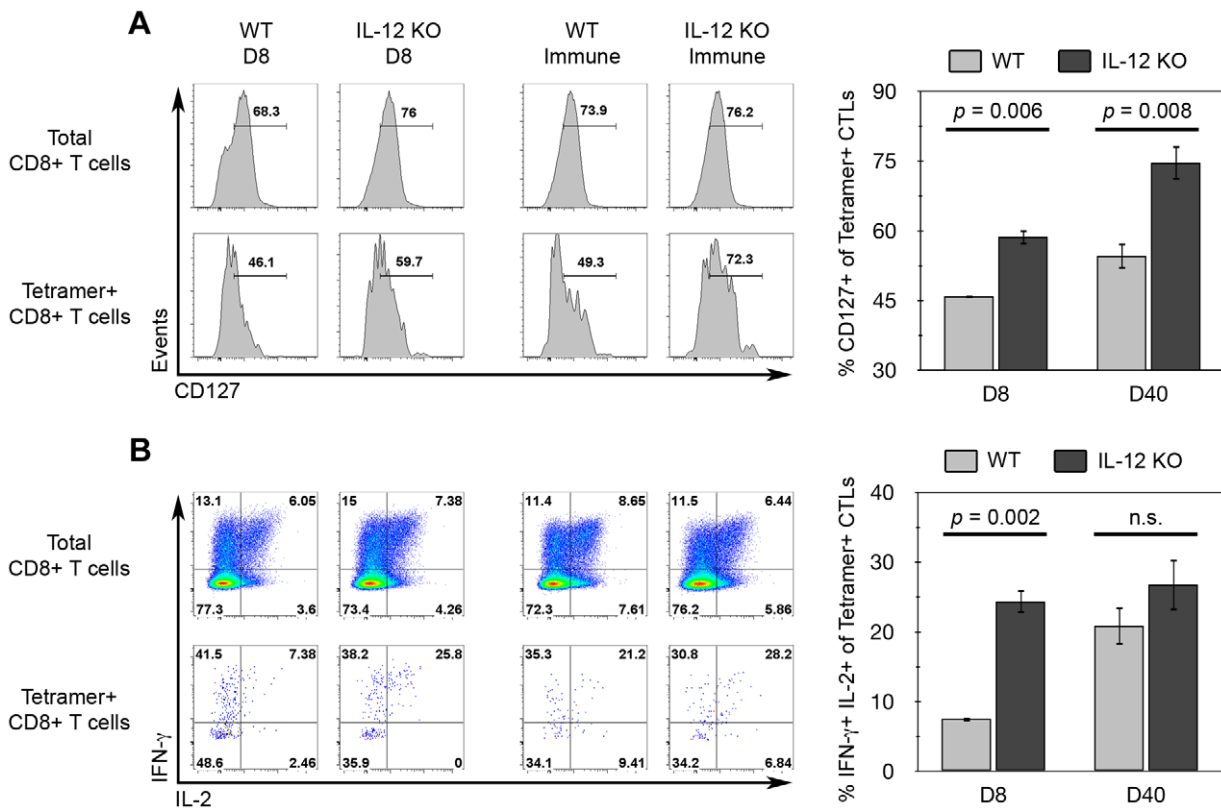 A
WT
D8
IL-12 KO
D8
WT
Immune
IL-12 KO
Immune
Total
CD8+ T cells
68.3
76
73.9
76.2
Tetramer+
CD8+ T cells
46.1
59.7
49.3
72.3
Events
CD127
WT
IL-12 KO
% CD127+ of Tetramer+ CTLs
90
75
60
45
30
p = 0.006
p = 0.008
D8
D40
B
Total
CD8+ T cells
13.1 6.05
77.3 3.6
15 7.38
73.4 4.26
11.4 8.65
72.3 7.61
11.5 6.44
76.2 5.86
Tetramer+
CD8+ T cells
41.5 7.38
48.6 2.46
38.2 25.8
35.9 0
35.3 21.2
34.1 9.41
30.8 28.2
34.2 6.84
IFN-γ
IL-2
WT
IL-12 KO
% IFN-γ+ IL-2+ of Tetramer+ CTLs
40
30
20
10
0
p = 0.002
n.s.
D8
D40